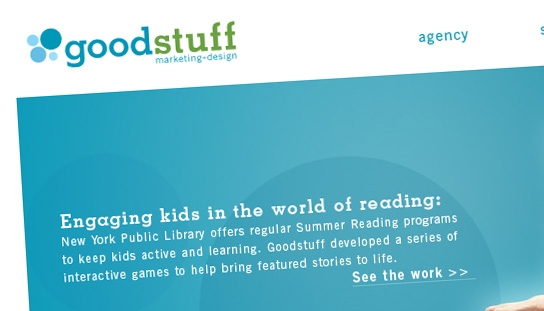 goodstuff
marketing-design
agency
Engaging kids in the world of reading:
New York Public Library offers regular Summer Reading programs
to keep kids active and learning. Goodstuff developed a series of
interactive games to help bring featured stories to life.
See the work >>